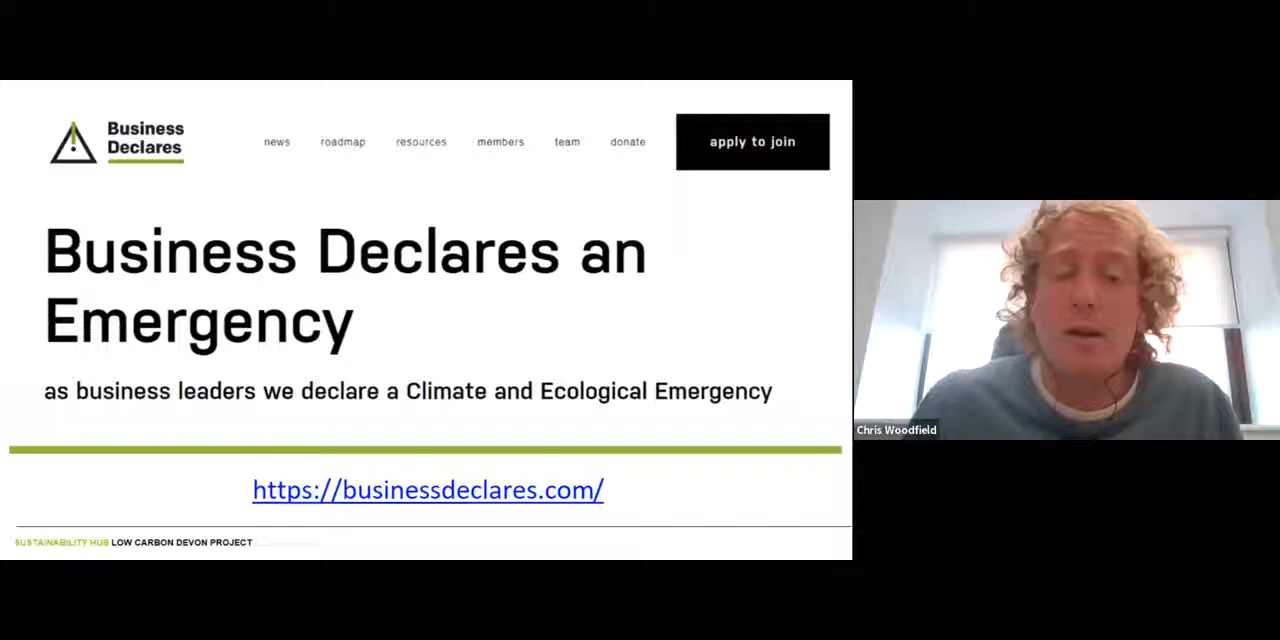 Business
Declares
news roadmap resources members team donate apply to join
Business Declares an
Emergency
as business leaders we declare a Climate and Ecological Emergency
https://businessdeclares.com/
SUSTAINABILITY HUB LOW CARBON DEVON PROJECT
Chris Woodfield